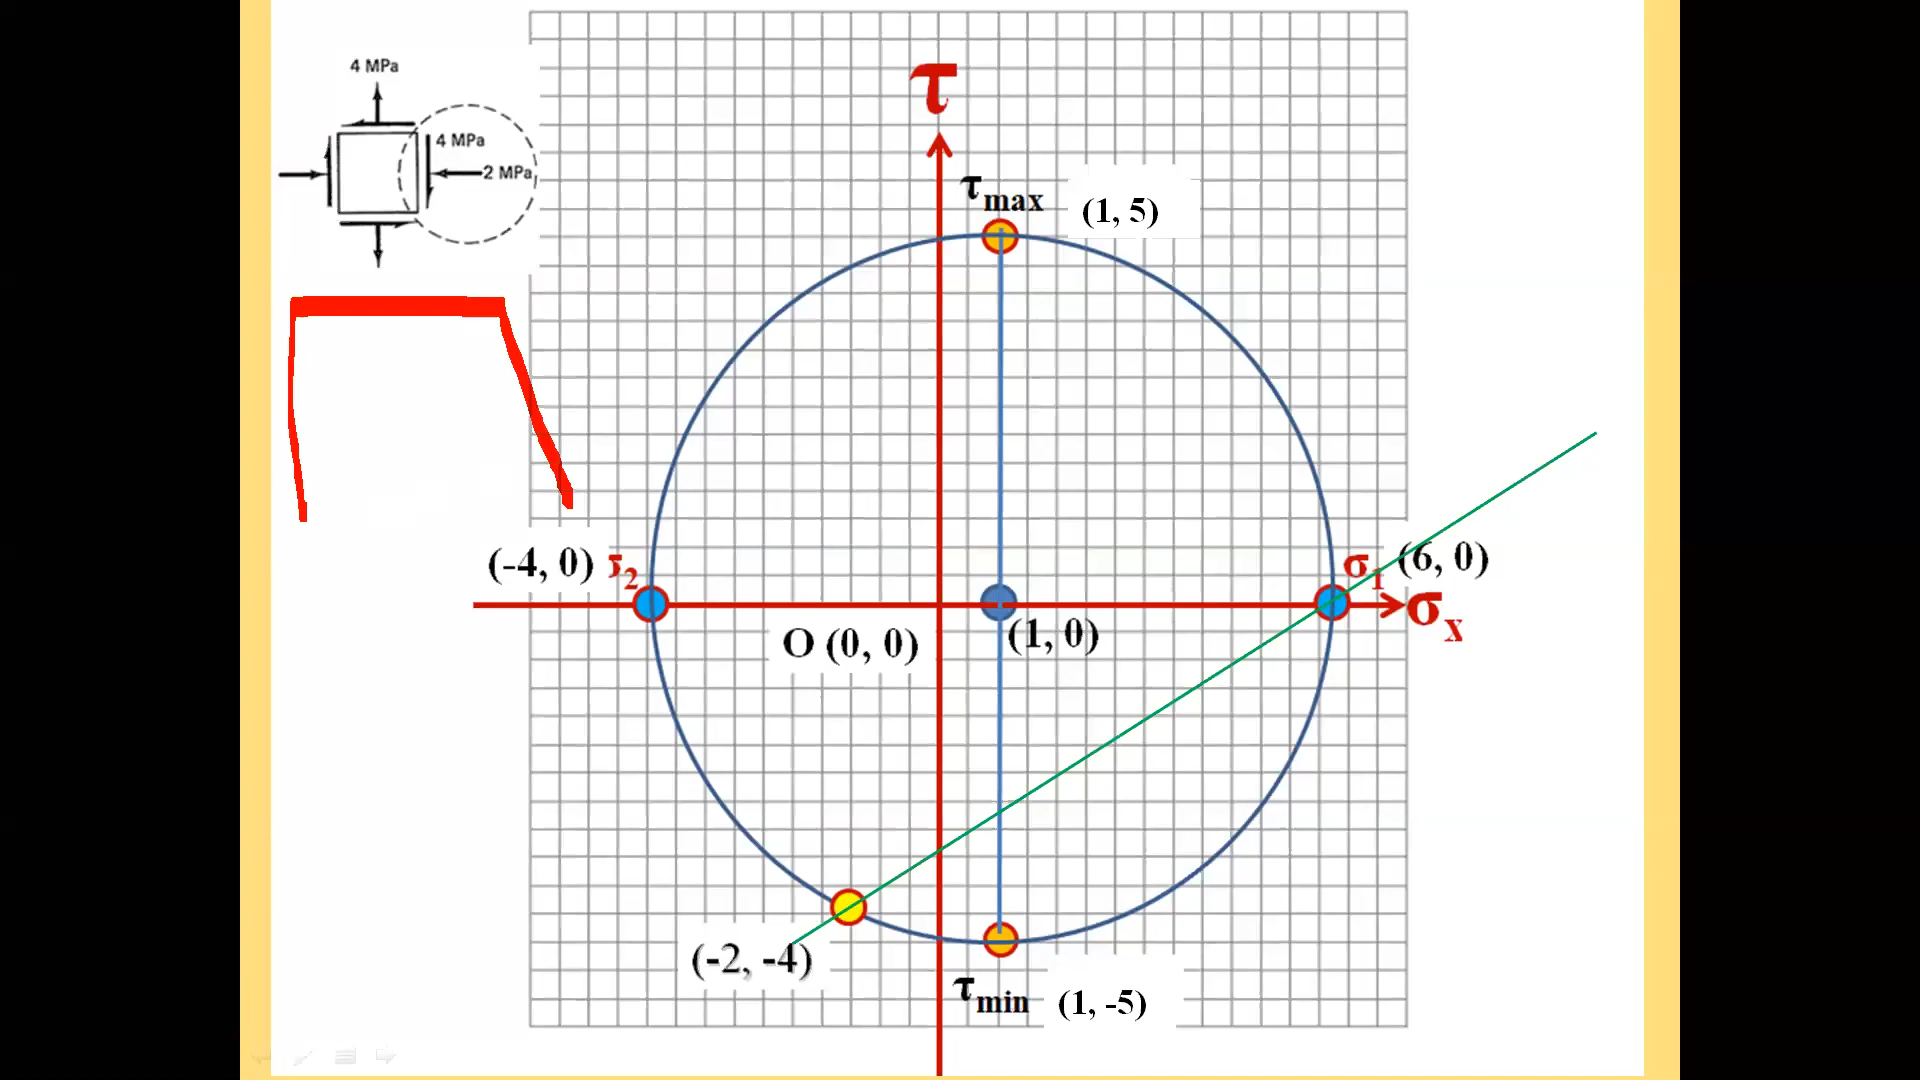 4 MPa
4 MPa
2 MPa
τ
τmax (1, 5)
(-4, 0) σ2
σ1 (6, 0)
σx
O (0, 0) (1, 0)
(-2, -4)
τmin (1, -5)